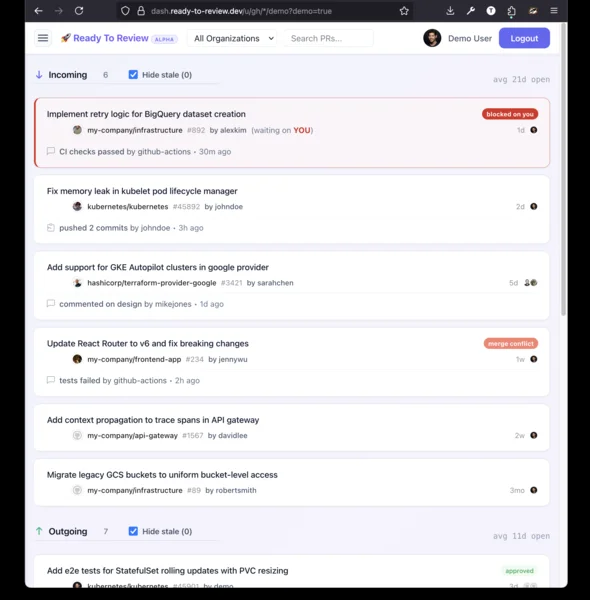 dash.ready-to-review.dev/u/gh/*/demo?demo=true
🚀 Ready To Review ALPHA All Organizations Search PRs... Demo User Logout
↓ Incoming 6 Hide stale (0) avg 21d open
Implement retry logic for BigQuery dataset creation blocked on you
my-company/infrastructure #892 by alexkim (waiting on YOU) 1d
CI checks passed by github-actions • 30m ago
Fix memory leak in kubelet pod lifecycle manager
kubernetes/kubernetes #45892 by johndoe 2d
pushed 2 commits by johndoe • 3h ago
Add support for GKE Autopilot clusters in google provider
hashicorp/terraform-provider-google #3421 by sarahchen 5d
commented on design by mikejones • 1d ago
Update React Router to v6 and fix breaking changes merge conflict
my-company/frontend-app #234 by jennywu 1w
tests failed by github-actions • 2h ago
Add context propagation to trace spans in API gateway
my-company/api-gateway #1567 by davidlee 2w
Migrate legacy GCS buckets to uniform bucket-level access
my-company/infrastructure #89 by robertsmith 3mo
↑ Outgoing 7 Hide stale (0) avg 11d open
Add e2e tests for StatefulSet rolling updates with PVC resizing approved
kubernetes/kubernetes #45901 by demo 3d